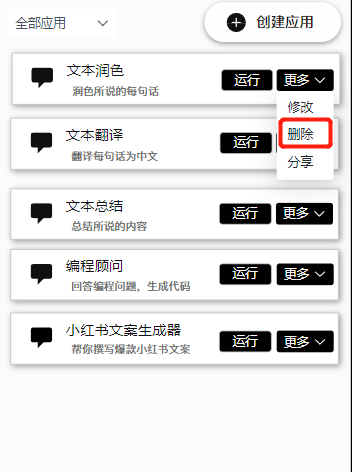 全部应用
创建应用
文本润色
运行
更多
润色所说的每句话
修改
文本翻译
运行
删除
翻译每句话为中文
分享
文本总结
运行
更多
总结所说的内容
编程顾问
运行
更多
回答编程问题，生成代码
小红书文案生成器
运行
更多
帮你撰写爆款小红书文案